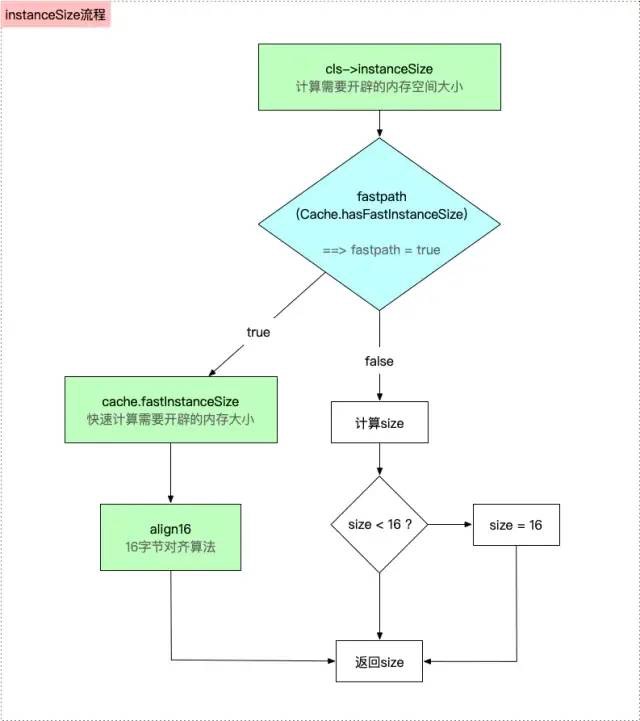 instanceSize流程
cls->instanceSize
计算需要开辟的内存空间大小
fastpath
(Cache.hasFastInstanceSize)
==> fastpath = true
true
false
cache.fastInstanceSize
快速计算需要开辟的内存大小
计算size
align16
16字节对齐算法
size < 16 ?
size = 16
返回size